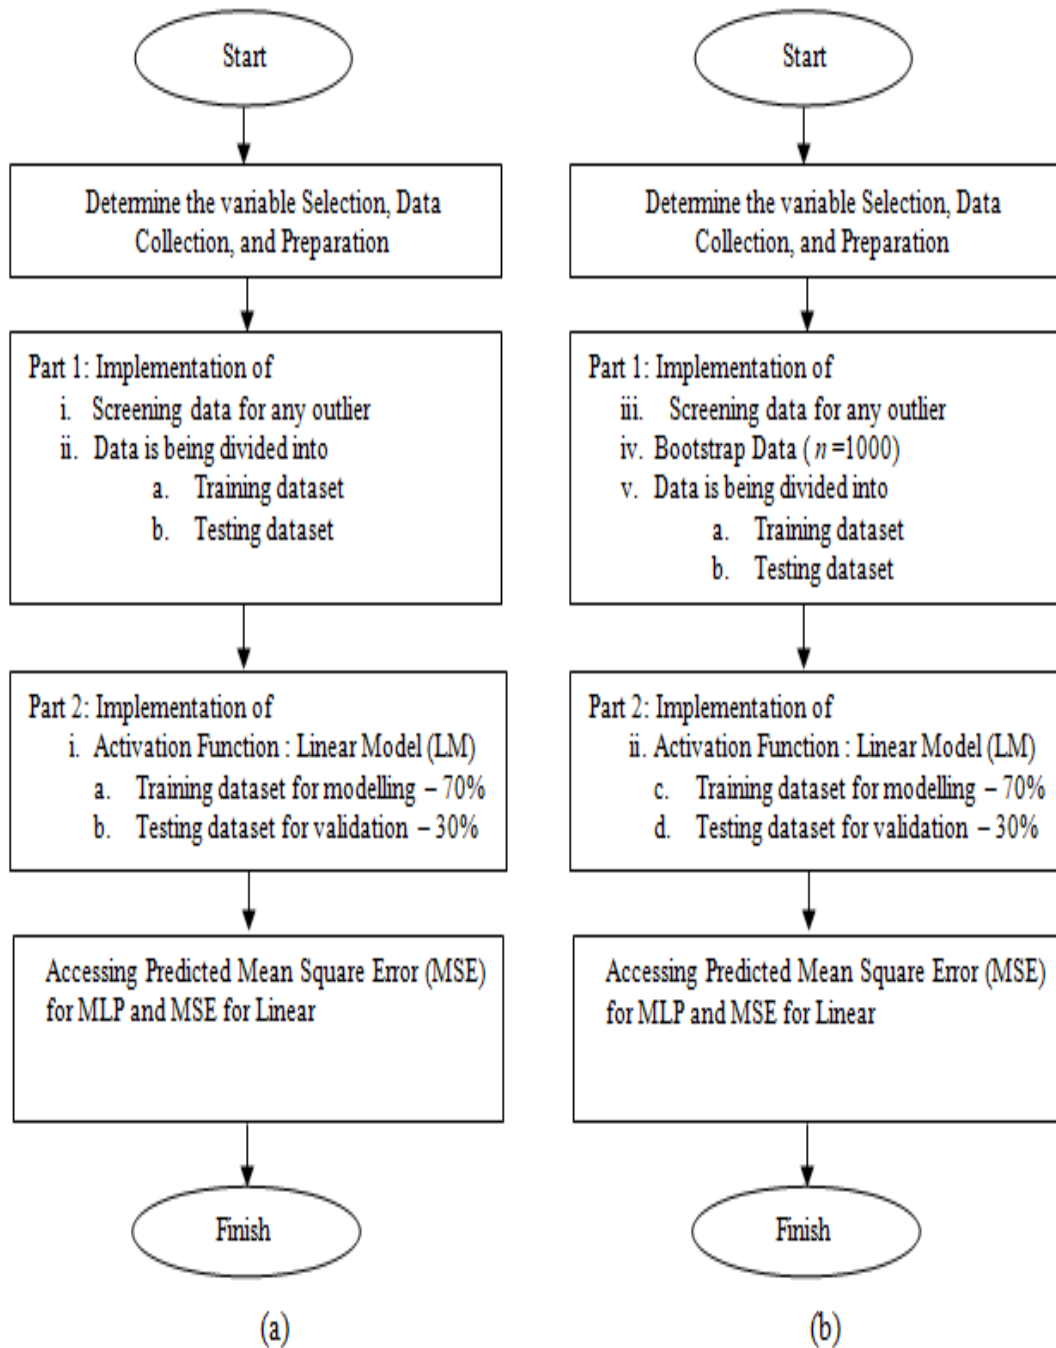 Start
Determine the variable Selection, Data
Collection, and Preparation
Part 1: Implementation of
i. Screening data for any outlier
ii. Data is being divided into
a. Training dataset
b. Testing dataset
Part 2: Implementation of
i. Activation Function : Linear Model (LM)
a. Training dataset for modelling – 70%
b. Testing dataset for validation – 30%
Accessing Predicted Mean Square Error (MSE)
for MLP and MSE for Linear
Finish
(a)
Start
Determine the variable Selection, Data
Collection, and Preparation
Part 1: Implementation of
iii. Screening data for any outlier
iv. Bootstrap Data ( n =1000)
v. Data is being divided into
a. Training dataset
b. Testing dataset
Part 2: Implementation of
ii. Activation Function : Linear Model (LM)
c. Training dataset for modelling – 70%
d. Testing dataset for validation – 30%
Accessing Predicted Mean Square Error (MSE)
for MLP and MSE for Linear
Finish
(b)